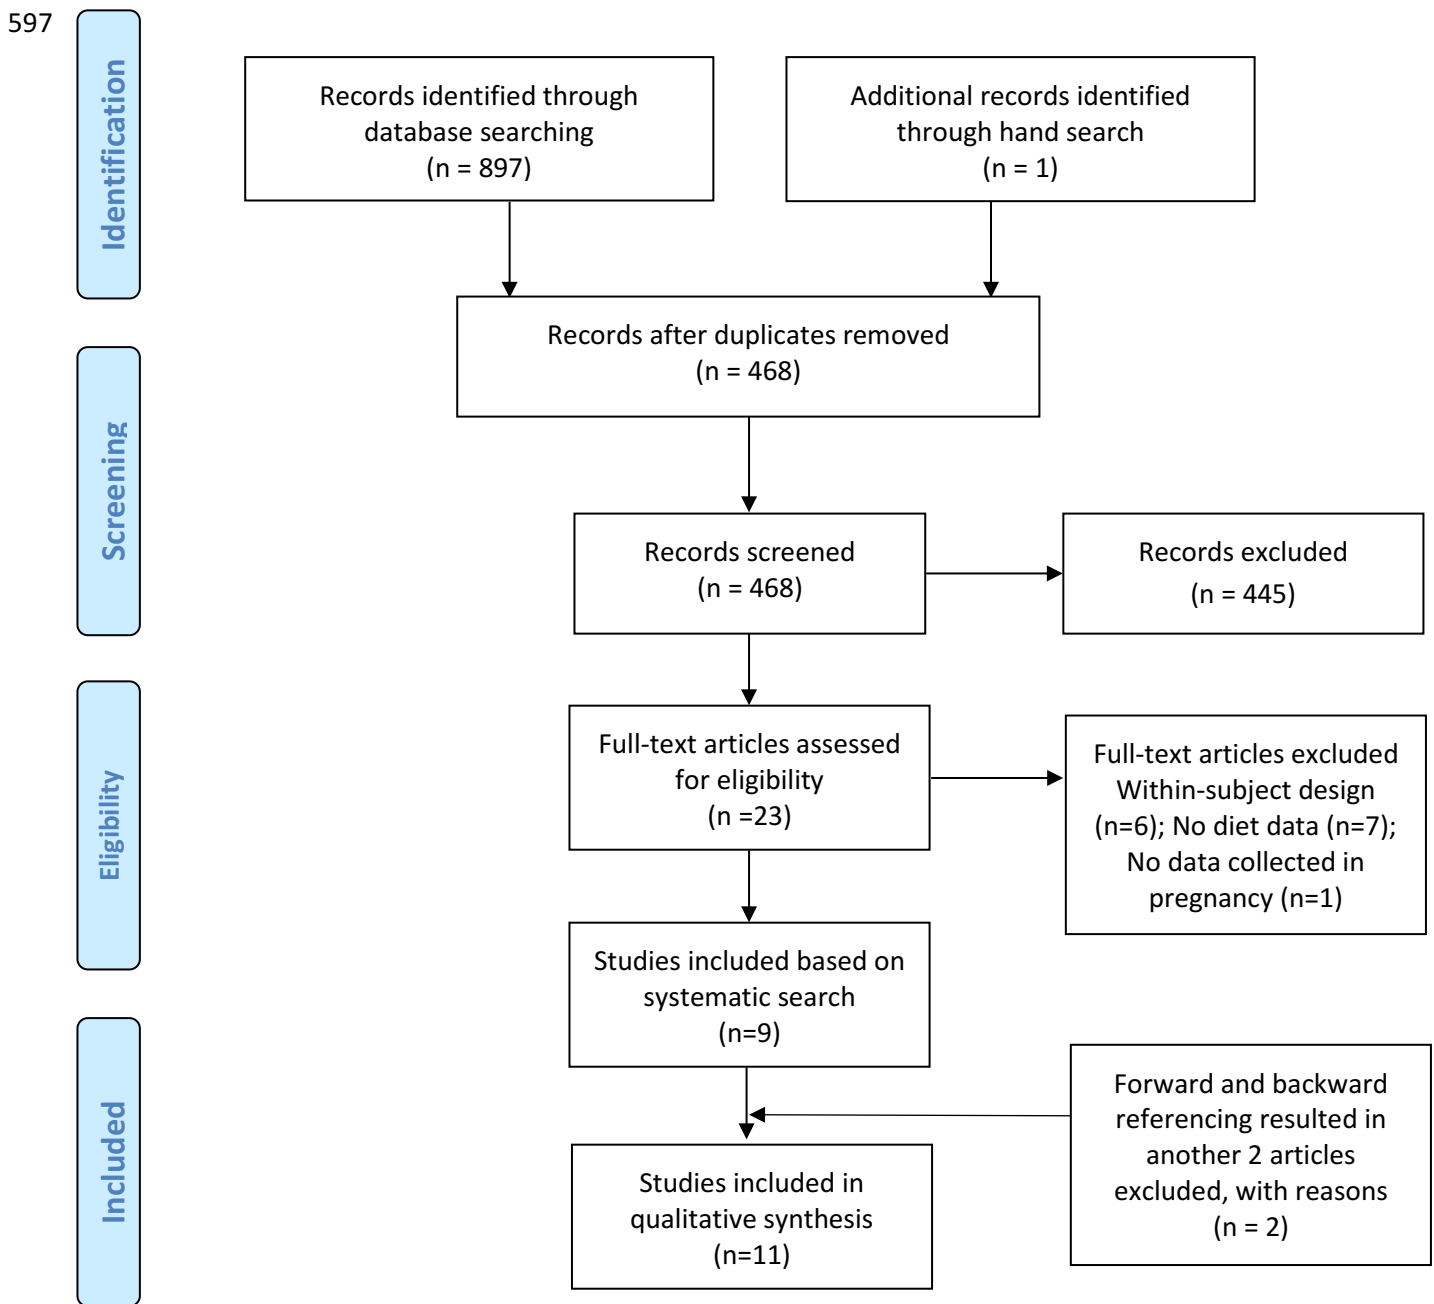 597
Identification
Records identified through
database searching
(n = 897)
Additional records identified
through hand search
(n = 1)
Records after duplicates removed
(n = 468)
Screening
Records screened
(n = 468)
Records excluded
(n = 445)
Eligibility
Full-text articles assessed
for eligibility
(n =23)
Full-text articles excluded
Within-subject design
(n=6); No diet data (n=7);
No data collected in
pregnancy (n=1)
Studies included based on
systematic search
(n=9)
Included
Forward and backward
referencing resulted in
another 2 articles
excluded, with reasons
(n = 2)
Studies included in
qualitative synthesis
(n=11)